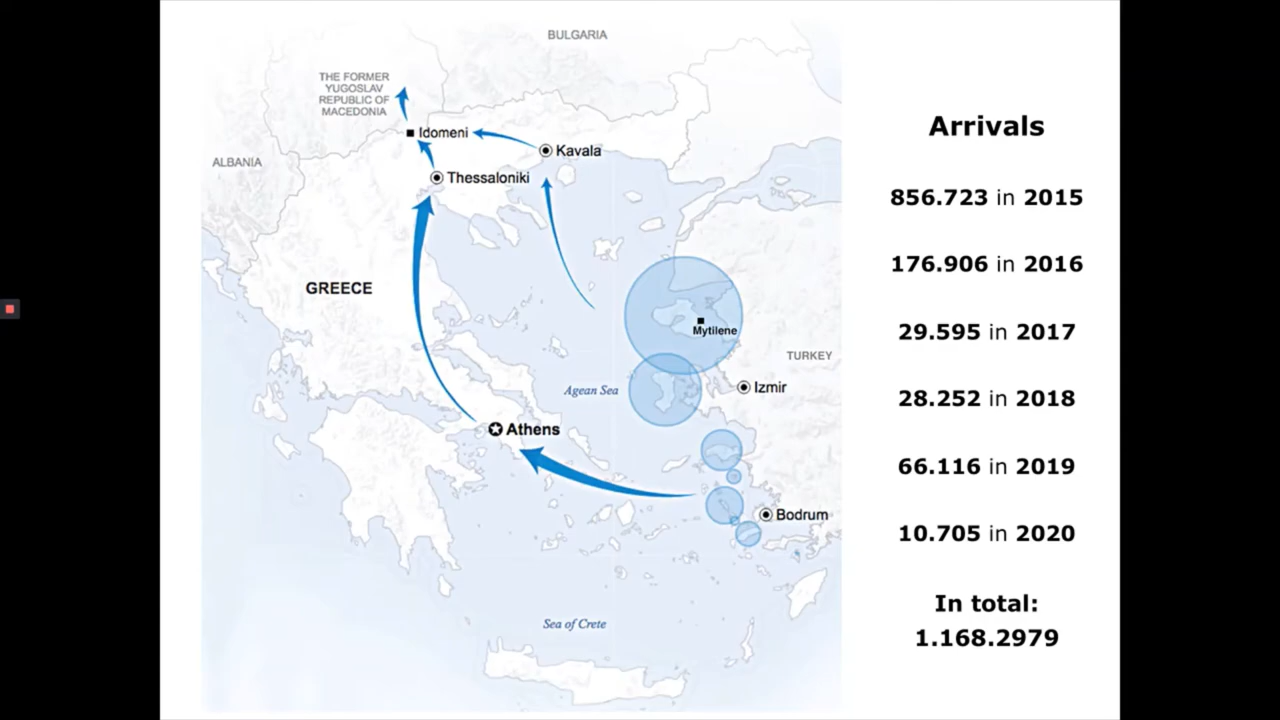 BULGARIA
THE FORMER
YUGOSLAV
REPUBLIC OF
MACEDONIA
Idomeni
Kavala
ALBANIA
Thessaloniki
GREECE
Mytilene
TURKEY
Agean Sea
Izmir
Athens
Bodrum
Sea of Crete
Arrivals
856.723 in 2015
176.906 in 2016
29.595 in 2017
28.252 in 2018
66.116 in 2019
10.705 in 2020
In total:
1.168.2979